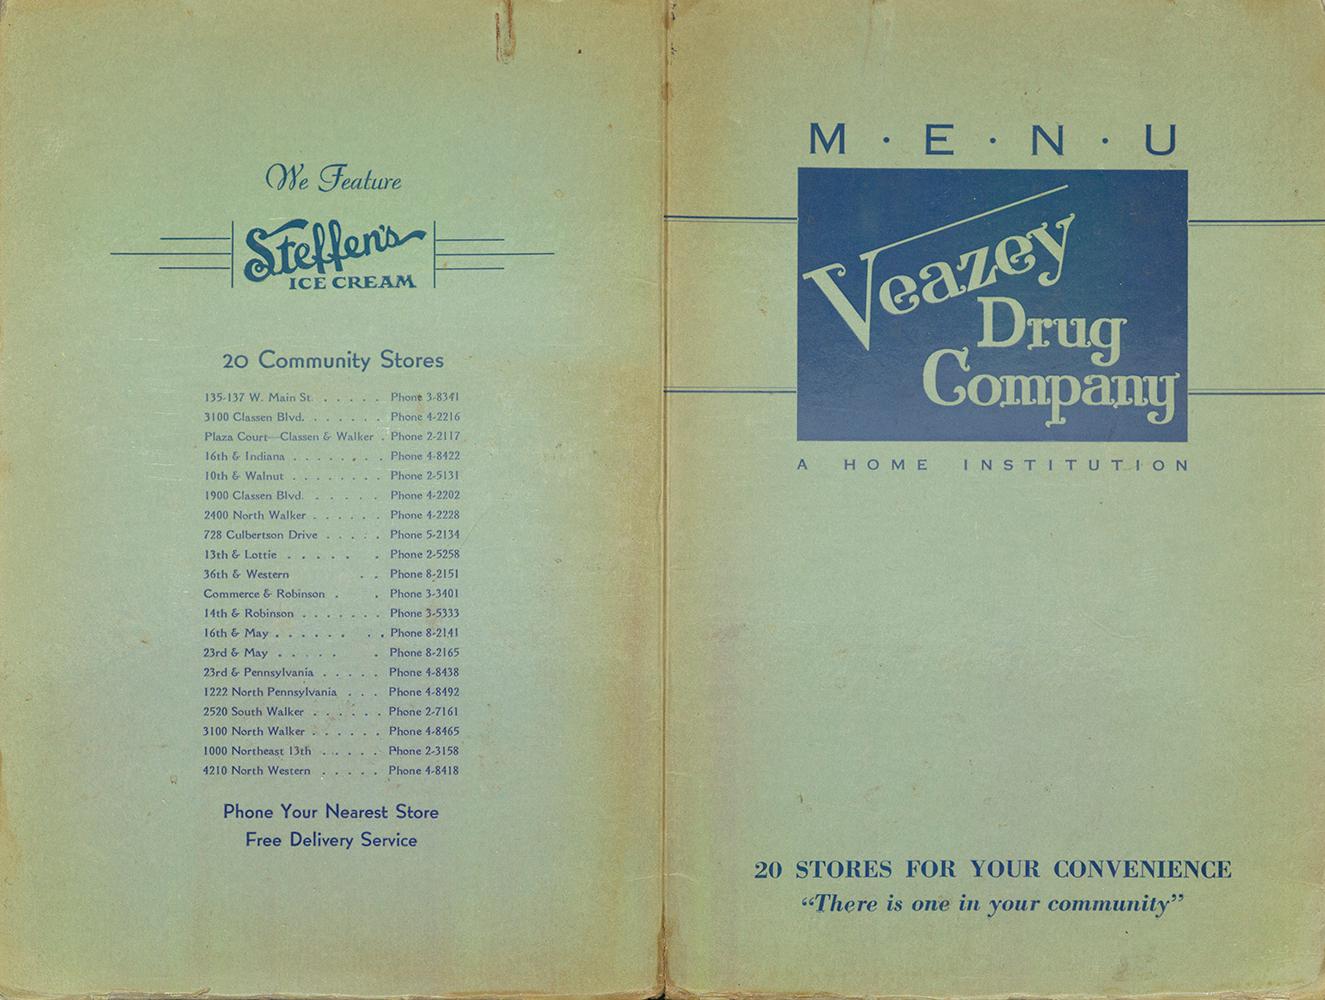 We Feature
Steffen's
ICE CREAM
20 Community Stores
135-137 W. Main St. . . . . . Phone 3-8341
3100 Classen Blvd. . . . . . . Phone 4-2216
Plaza Court—Classen & Walker . Phone 2-2117
16th & Indiana . . . . . . . . Phone 4-8422
10th & Walnut . . . . . . . . Phone 2-5131
1900 Classen Blvd. . . . . . Phone 4-2202
2400 North Walker . . . . . . Phone 4-2228
728 Culbertson Drive . . . . . Phone 5-2134
13th & Lottie . . . . . . Phone 2-5258
36th & Western . . Phone 8-2151
Commerce & Robinson . . Phone 3-3401
14th & Robinson . . . . . . . Phone 3-5333
16th & May . . . . . . . . Phone 8-2141
23rd & May . . . . . . Phone 8-2165
23rd & Pennsylvania . . . . . Phone 4-8438
1222 North Pennsylvania . . . Phone 4-8492
2520 South Walker . . . . . . Phone 2-7161
3100 North Walker . . . . . . Phone 4-8465
1000 Northeast 13th . . . . . Phone 2-3158
4210 North Western . . . . . Phone 4-8418
Phone Your Nearest Store
Free Delivery Service
M·E·N·U
Veazey
Drug
Company
A HOME INSTITUTION
20 STORES FOR YOUR CONVENIENCE
“There is one in your community”